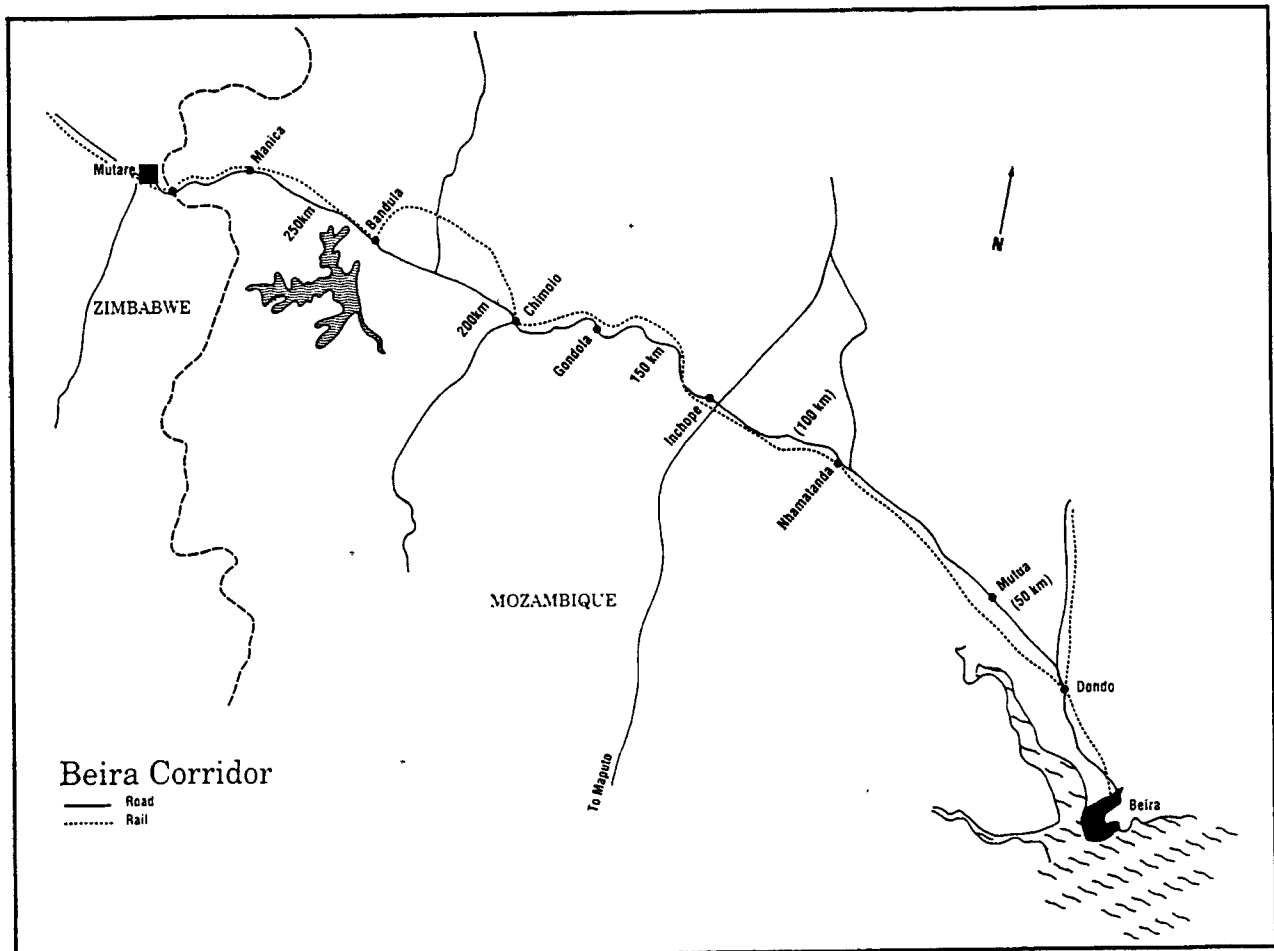 Mutare
Manica
250km
Bandula
ZIMBABWE
200km
Chimoio
Gondola
150 km
Inchope
(100 km)
Nhamatanda
N
MOZAMBIQUE
Mutua
(50 km)
Dondo
To Maputo
Beira
Beira Corridor
Road
Rail